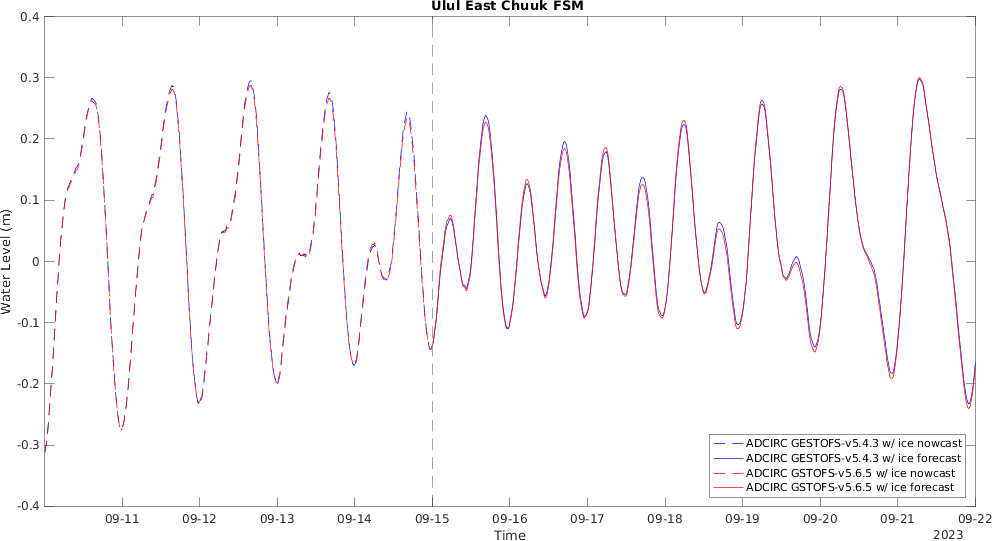 Ulul East Chuuk FSM
0.4
0.3
0.2
0.1
0
-0.1
-0.2
-0.3
-0.4
Water Level (m)
09-11 09-12 09-13 09-14 09-15 09-16 09-17 09-18 09-19 09-20 09-21 09-22
Time
2023
ADCIRC GESTOFS-v5.4.3 w/ ice nowcast
ADCIRC GESTOFS-v5.4.3 w/ ice forecast
ADCIRC GSTOFS-v5.6.5 w/ ice nowcast
ADCIRC GSTOFS-v5.6.5 w/ ice forecast